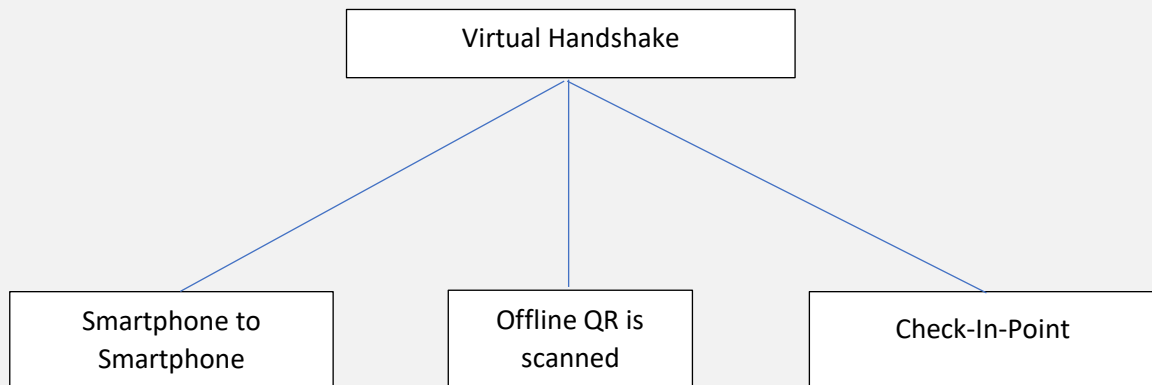 Virtual Handshake
Smartphone to
Smartphone
Offline QR is
scanned
Check-In-Point